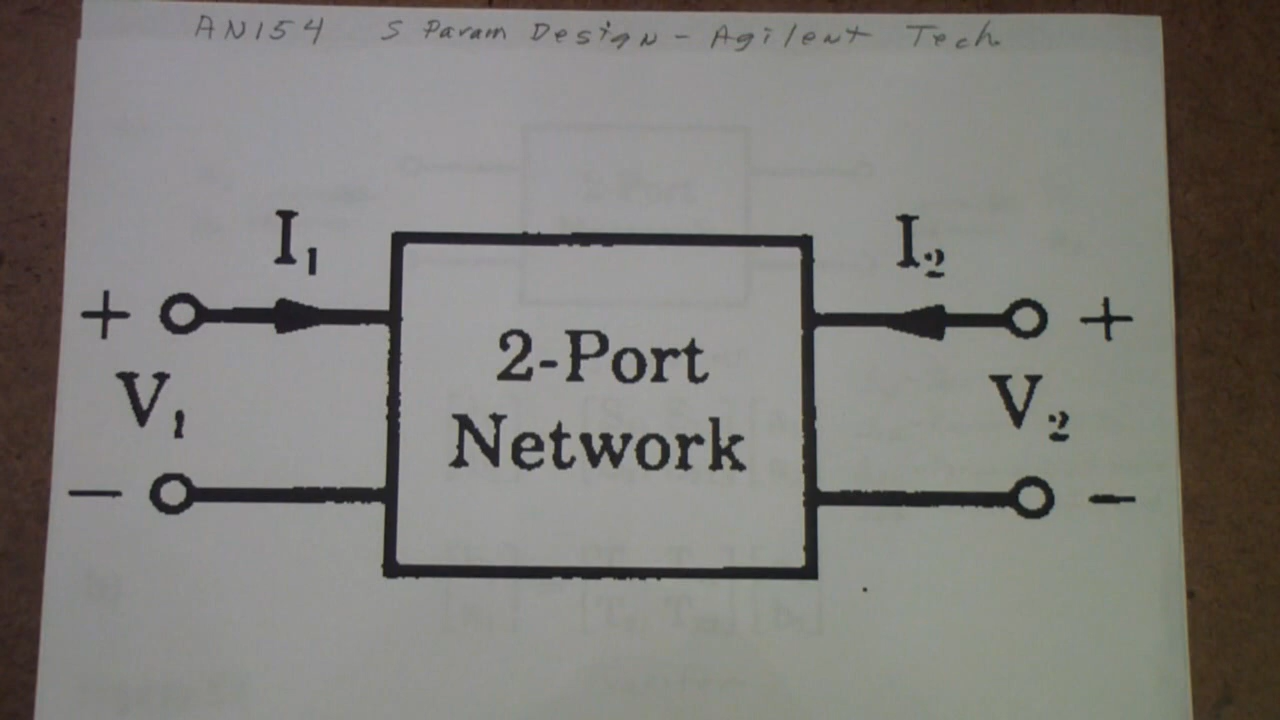 AN154 S Param Design - Agilent Tech.
I1 I2
+ +
2-Port
V1 V2
Network
- -